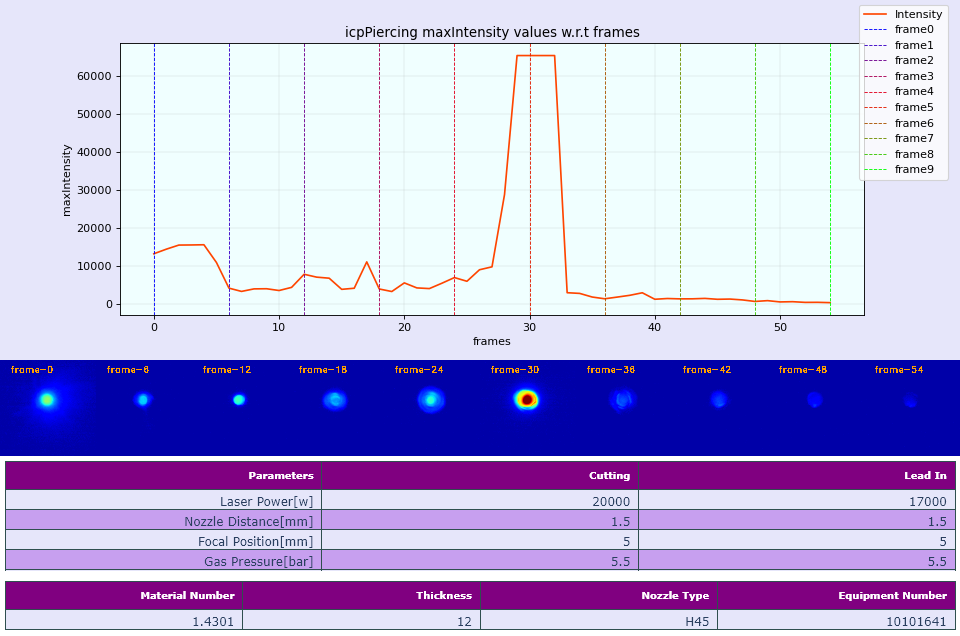 icpPiercing maxIntensity values w.r.t frames
Intensity
frame0
frame1
frame2
frame3
frame4
frame5
frame6
frame7
frame8
frame9
60000
50000
40000
30000
20000
10000
0
maxIntensity
0 10 20 30 40 50
frames
frame-0 frame-6 frame-12 frame-18 frame-24 frame-30 frame-36 frame-42 frame-48 frame-54
Parameters Cutting Lead In
Laser Power[w] 20000 17000
Nozzle Distance[mm] 1.5 1.5
Focal Position[mm] 5 5
Gas Pressure[bar] 5.5 5.5
Material Number Thickness Nozzle Type Equipment Number
1.4301 12 H45 10101641